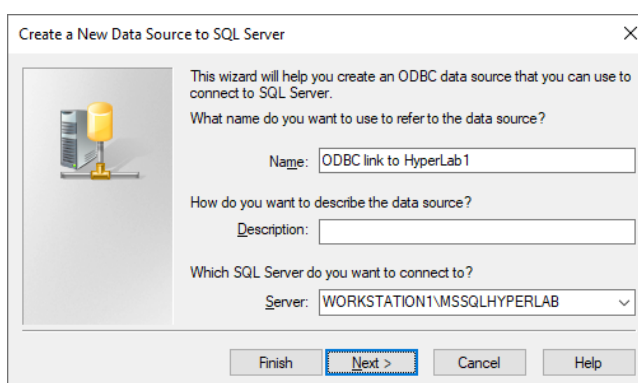 Create a New Data Source to SQL Server
This wizard will help you create an ODBC data source that you can use to
connect to SQL Server.
What name do you want to use to refer to the data source?
Name: ODBC link to HyperLab1
How do you want to describe the data source?
Description:
Which SQL Server do you want to connect to?
Server: WORKSTATION1\MSSQLHYPERLAB
Finish Next > Cancel Help